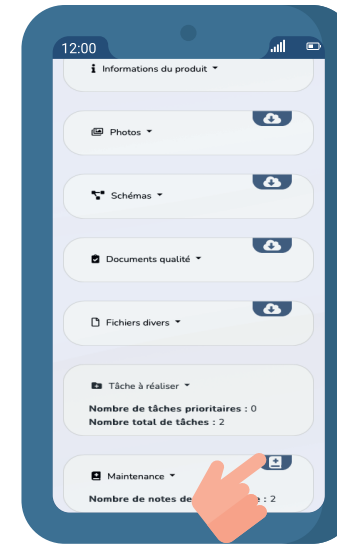 12:00
Informations du produit
Photos
Schémas
Documents qualité
Fichiers divers
Tâche à réaliser
Nombre de tâches prioritaires : 0
Nombre total de tâches : 2
Maintenance
Nombre de notes de : 2